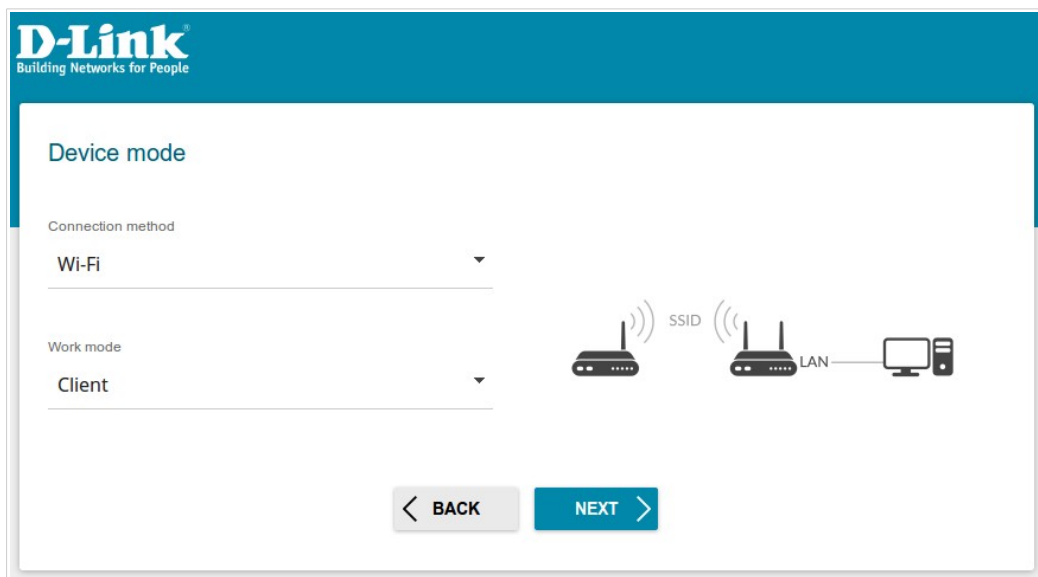 D-Link®
Building Networks for People
Device mode
Connection method
Wi-Fi
Work mode
Client
SSID
LAN
BACK
NEXT